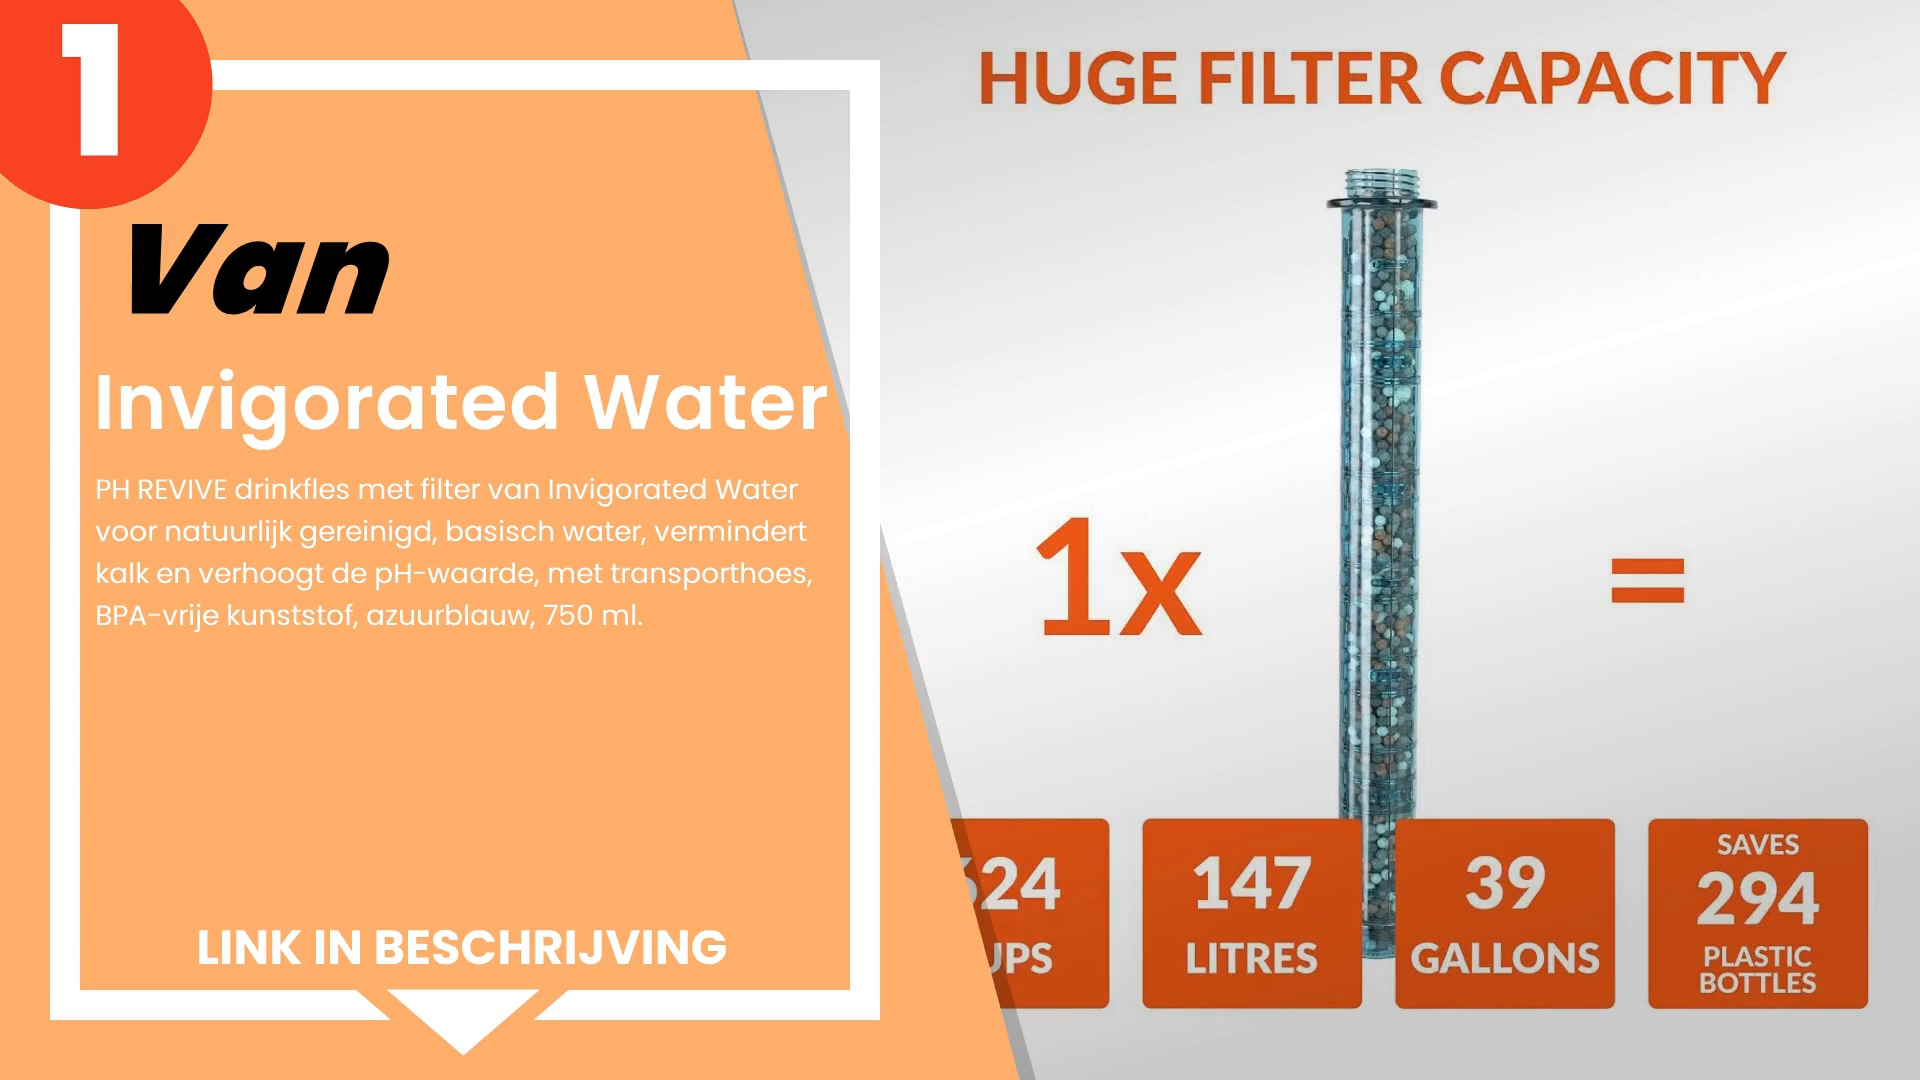 1
Van
Invigorated Water
PH REVIVE drinkfles met filter van Invigorated Water
voor natuurlijk gereinigd, basisch water, vermindert
kalk en verhoogt de pH-waarde, met transporthoes,
BPA-vrije kunststof, azuurblauw, 750 ml.
LINK IN BESCHRIJVING
HUGE FILTER CAPACITY
1x
=
147
LITRES
39
GALLONS
SAVES
294
PLASTIC
BOTTLES